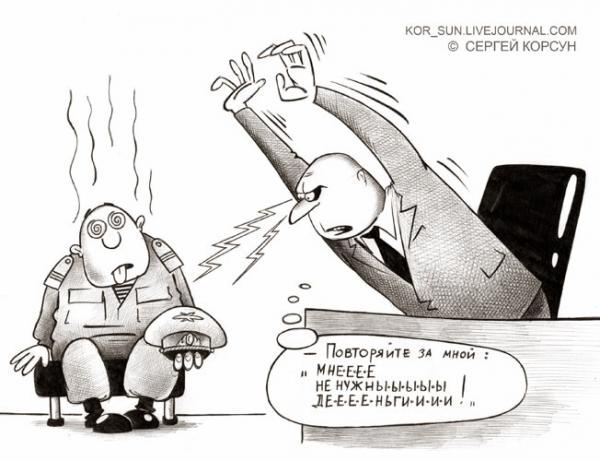 KOR_SUN.LIVEJOURNAL.COM
© СЕРГЕЙ КОРСУН
— Повторяйте за мной :
„ МНЕ-Е-Е-Е
НЕ НУЖНЫ-Ы-Ы-Ы-Ы
ДЕ-Е-Е-Е-НЬГИ-И-И-И ! "